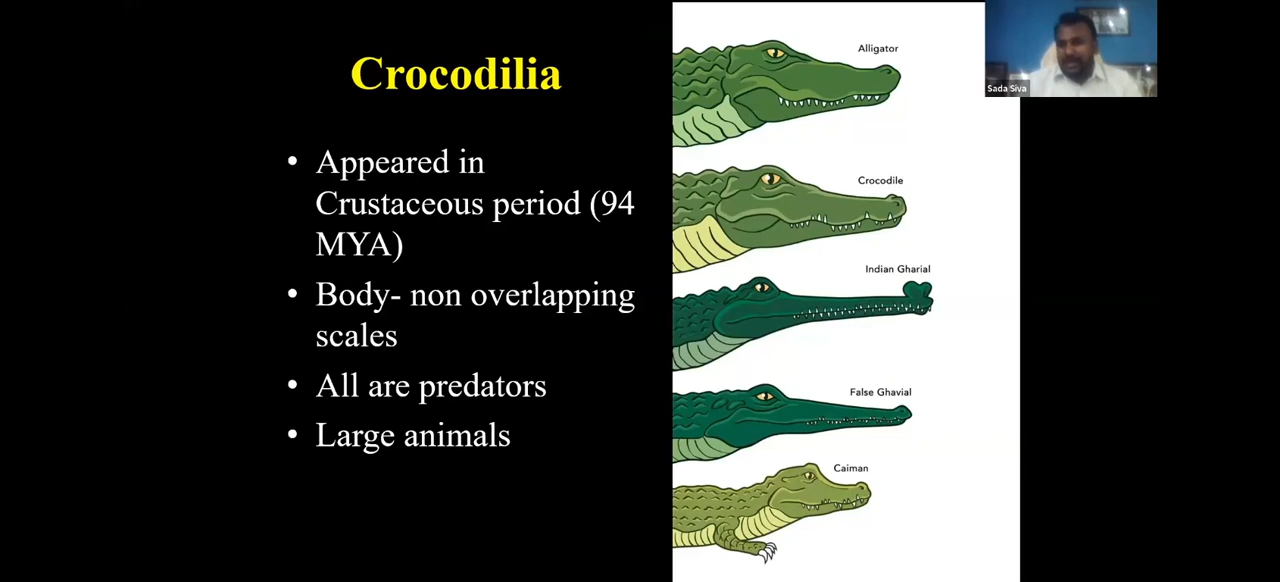 Crocodilia
• Appeared in
Crustaceous period (94
MYA)
• Body- non overlapping
scales
• All are predators
• Large animals
Alligator
Crocodile
Indian Gharial
False Ghavial
Caiman
Sada Siva